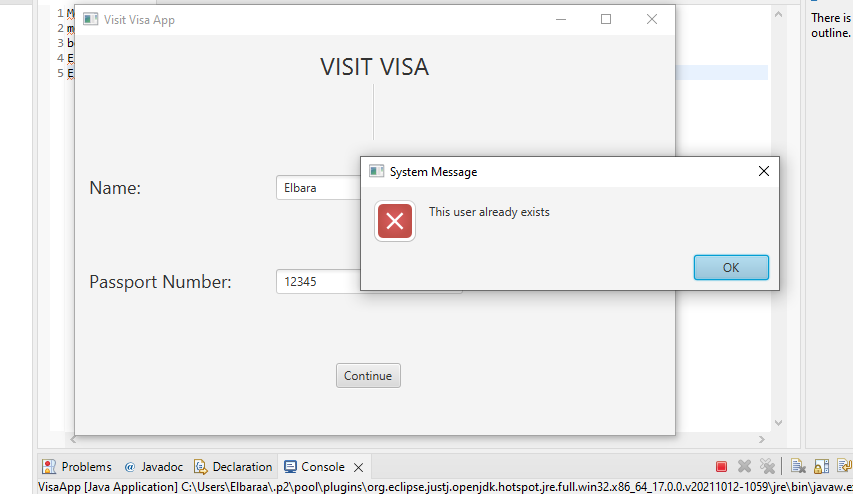 1 M
2 m
3 b
4 E
5 E
There is
outline.
Visit Visa App
VISIT VISA
System Message
This user already exists
OK
Name:
Elbara
Passport Number:
12345
Continue
Problems @ Javadoc Declaration Console
VisaApp [Java Application] C:\Users\Elbaraa\.p2\pool\plugins\org.eclipse.justj.openjdk.hotspot.jre.full.win32.x86_64_17.0.0.v20211012-1059\jre\bin\javaw.e